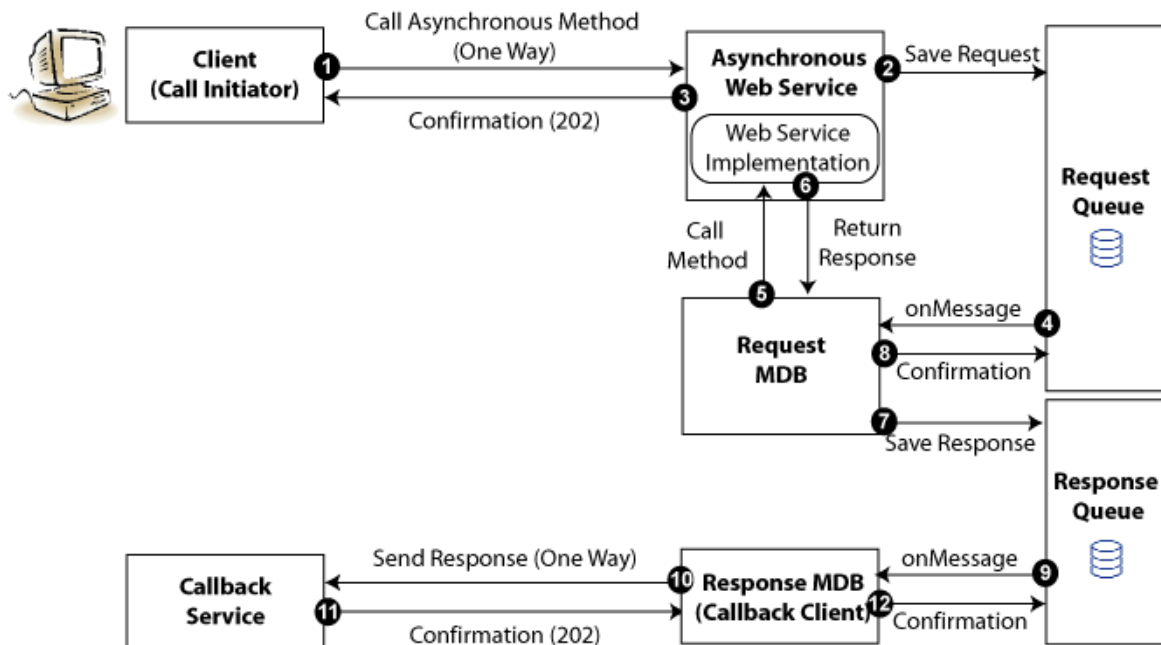 Call Asynchronous Method
(One Way)
Client
(Call Initiator)
1
Confirmation (202)
3
Asynchronous
Web Service
Web Service
Implementation
6
2
Save Request
Request
Queue
Call
Method
Return
Response
5
Request
MDB
onMessage
4
8
Confirmation
7
Save Response
Response
Queue
Callback
Service
Send Response (One Way)
10
11
Confirmation (202)
Response MDB
(Callback Client)
onMessage
9
12
Confirmation